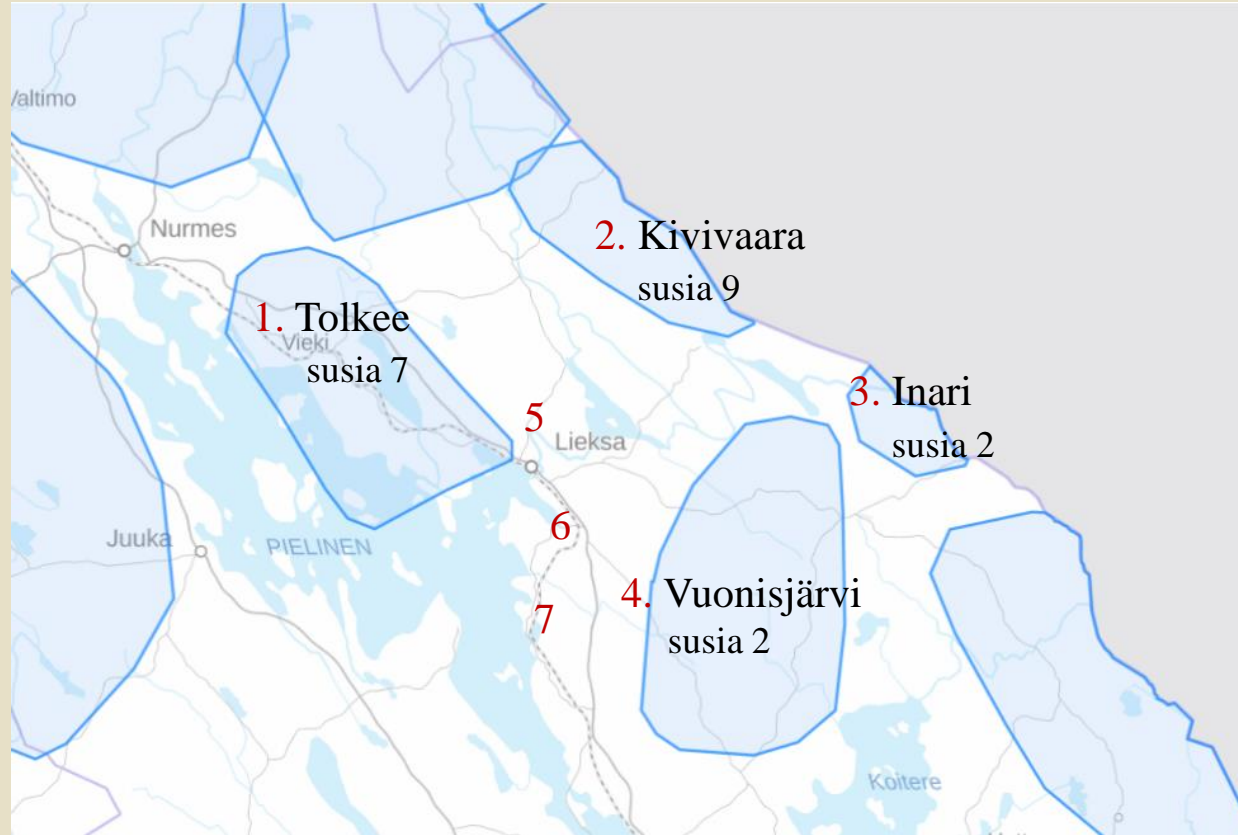 Valtimo
Nurmes
2. Kivivaara
susia 9
1. Tolkee
Vieki
susia 7
3. Inari
susia 2
5
Lieksa
6
Juuka
PIELINEN
4. Vuonisjärvi
susia 2
7
Koitere